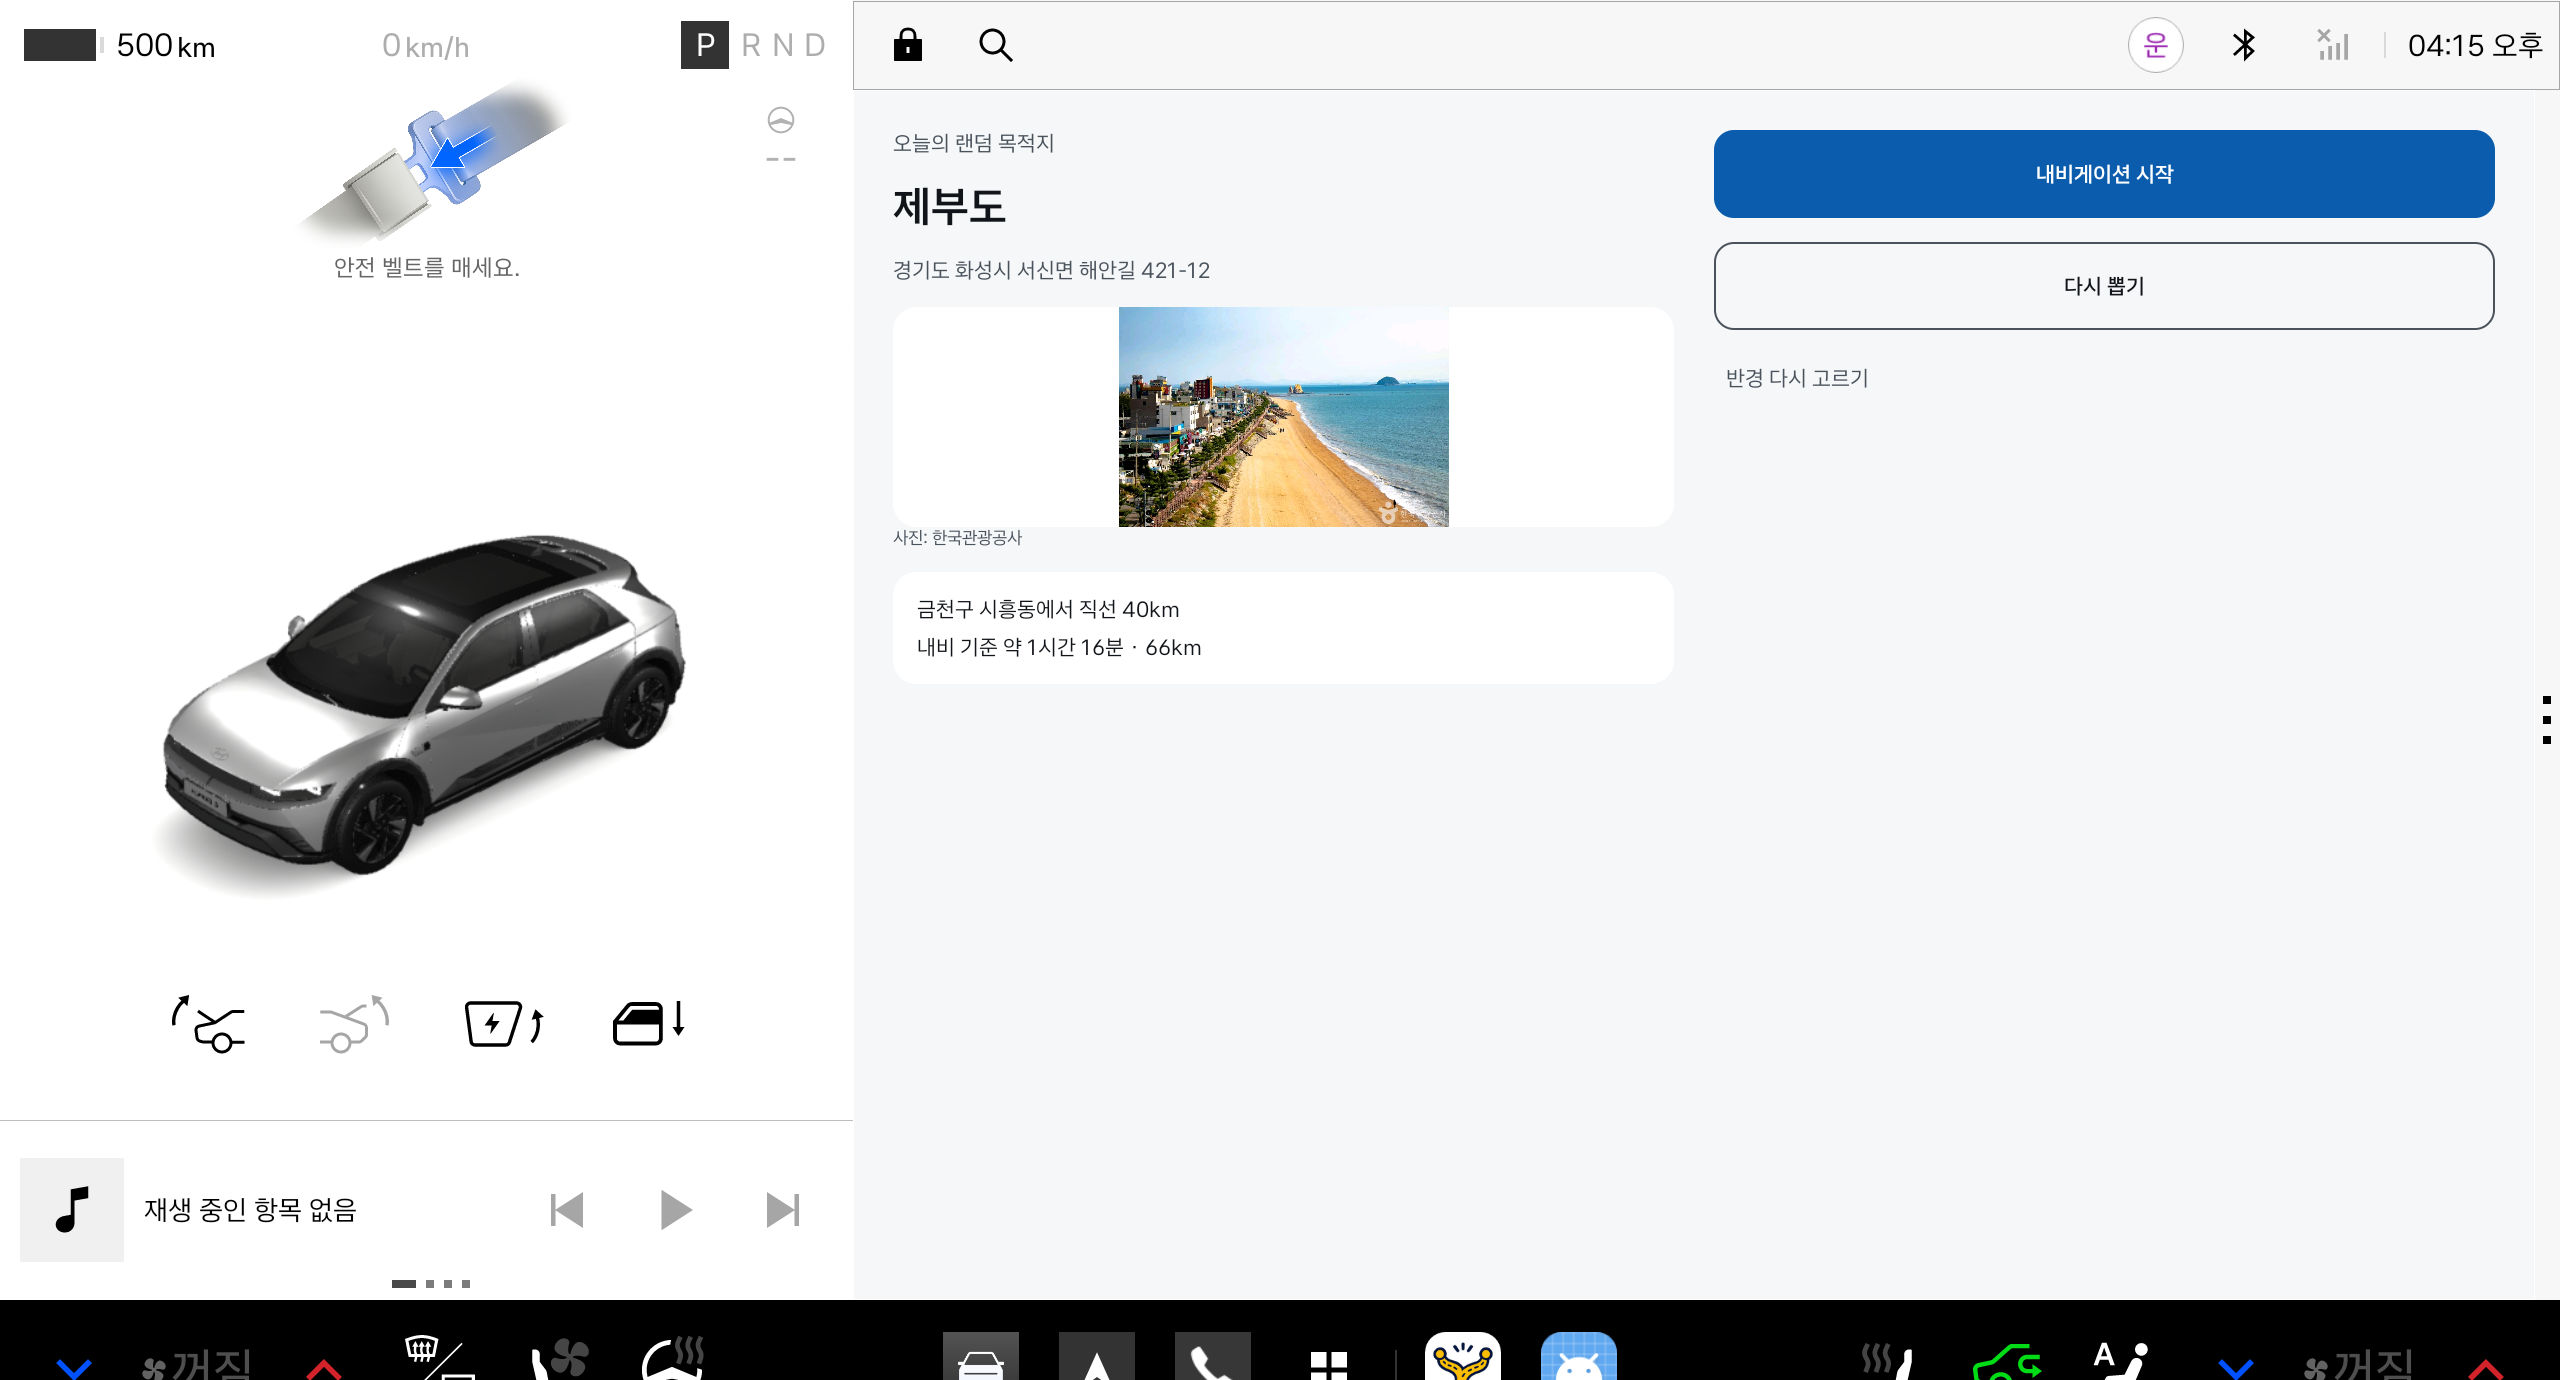 500 km
0 km/h
P R N D
안전 벨트를 매세요.
재생 중인 항목 없음
운
04:15 오후
오늘의 랜덤 목적지
제부도
경기도 화성시 서신면 해안길 421-12
사진: 한국관광공사
금천구 시흥동에서 직선 40km
내비 기준 약 1시간 16분 · 66km
내비게이션 시작
다시 뽑기
반경 다시 고르기
꺼짐
A
꺼짐